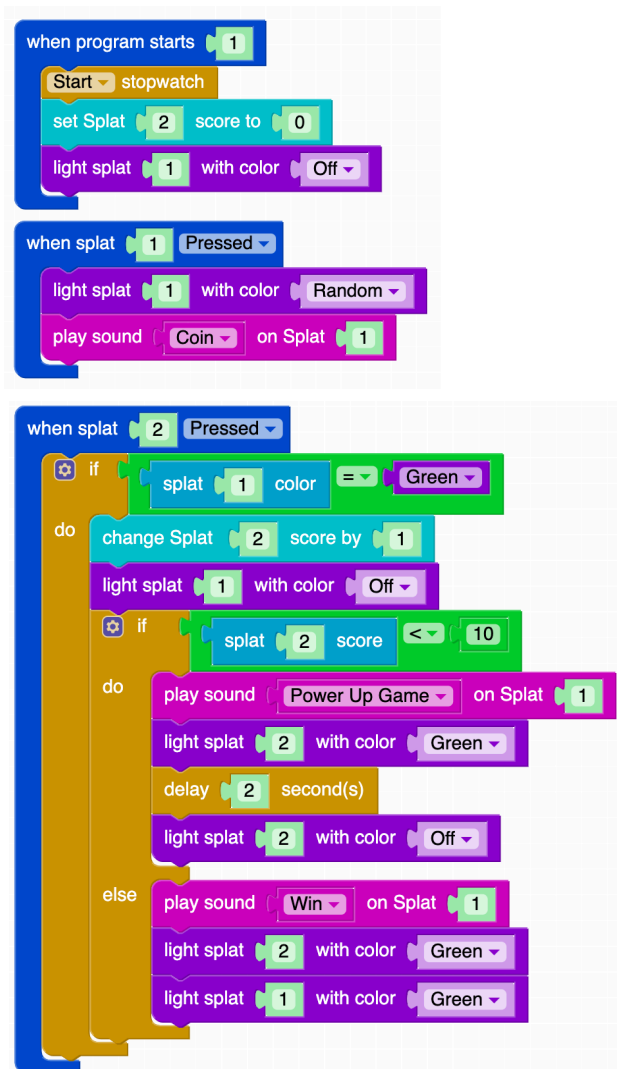 when program starts 1
Start stopwatch
set Splat 2 score to 0
light splat 1 with color Off
when splat 1 Pressed
light splat 1 with color Random
play sound Coin on Splat 1
when splat 2 Pressed
if splat 1 color = Green
do change Splat 2 score by 1
light splat 1 with color Off
if splat 2 score < 10
do play sound Power Up Game on Splat 1
light splat 2 with color Green
delay 2 second(s)
light splat 2 with color Off
else play sound Win on Splat 1
light splat 2 with color Green
light splat 1 with color Green